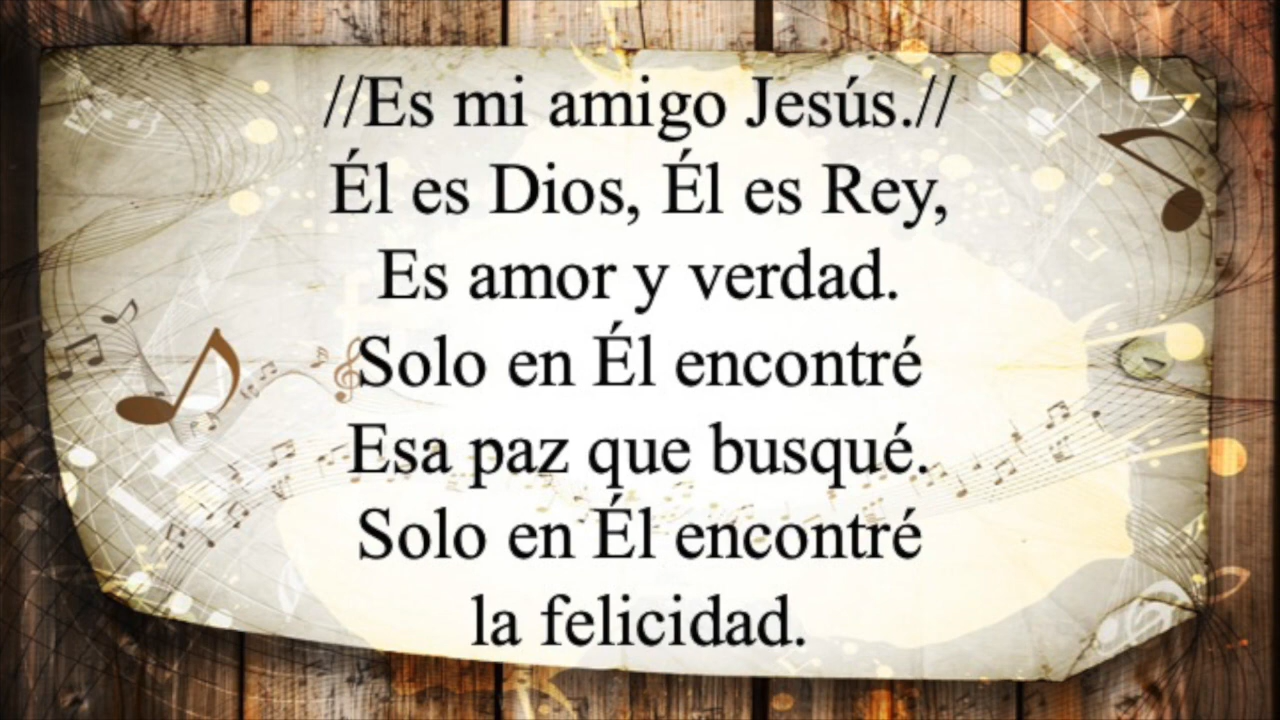 //Es mi amigo Jesús.//
Él es Dios, Él es Rey,
Es amor y verdad.
Solo en Él encontré
Esa paz que busqué.
Solo en Él encontré
la felicidad.